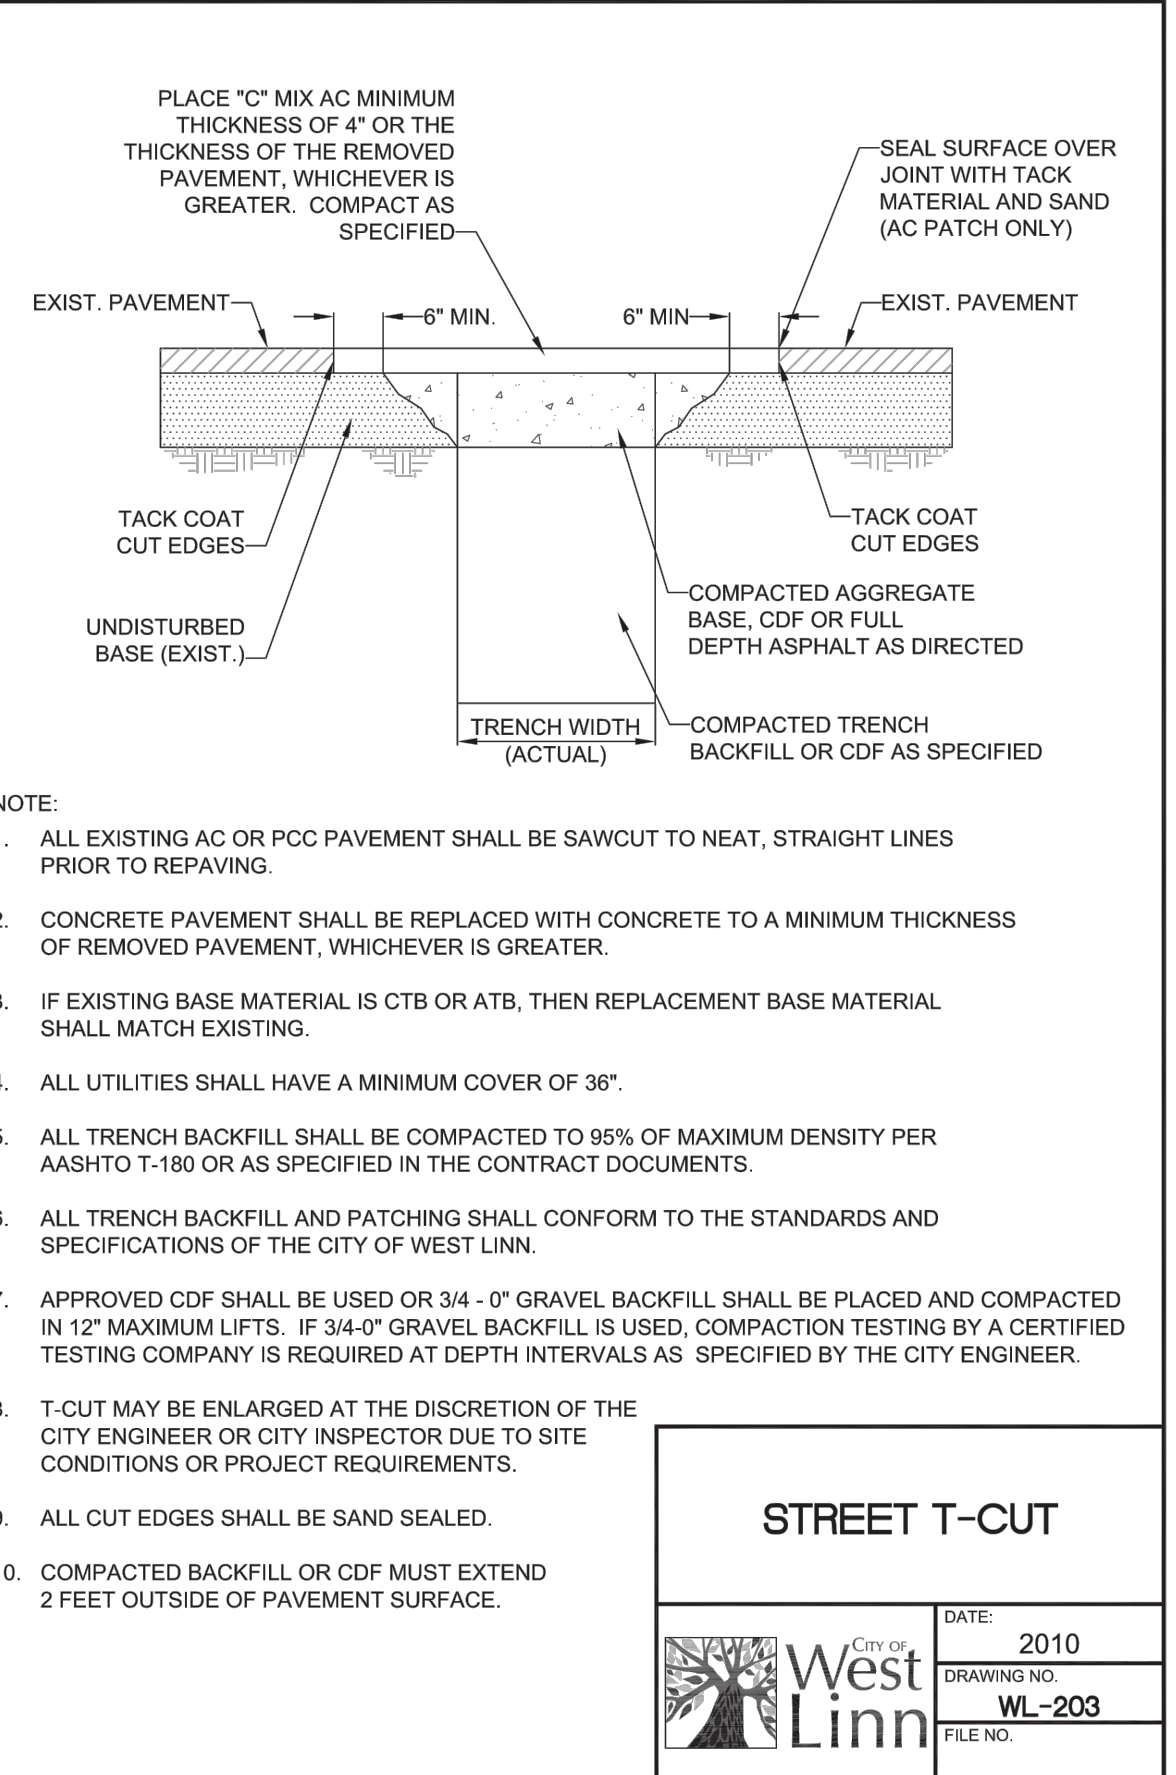 PLACE "C" MIX AC MINIMUM
THICKNESS OF 4" OR THE
THICKNESS OF THE REMOVED
PAVEMENT, WHICHEVER IS
GREATER. COMPACT AS
SPECIFIED
SEAL SURFACE OVER
JOINT WITH TACK
MATERIAL AND SAND
(AC PATCH ONLY)
EXIST. PAVEMENT
6" MIN.
6" MIN
EXIST. PAVEMENT
TACK COAT
CUT EDGES
TACK COAT
CUT EDGES
UNDISTURBED
BASE (EXIST.)
COMPACTED AGGREGATE
BASE, CDF OR FULL
DEPTH ASPHALT AS DIRECTED
TRENCH WIDTH
(ACTUAL)
COMPACTED TRENCH
BACKFILL OR CDF AS SPECIFIED
NOTE:
. ALL EXISTING AC OR PCC PAVEMENT SHALL BE SAWCUT TO NEAT, STRAIGHT LINES
PRIOR TO REPAVING.
2. CONCRETE PAVEMENT SHALL BE REPLACED WITH CONCRETE TO A MINIMUM THICKNESS
OF REMOVED PAVEMENT, WHICHEVER IS GREATER.
3. IF EXISTING BASE MATERIAL IS CTB OR ATB, THEN REPLACEMENT BASE MATERIAL
SHALL MATCH EXISTING.
4. ALL UTILITIES SHALL HAVE A MINIMUM COVER OF 36".
5. ALL TRENCH BACKFILL SHALL BE COMPACTED TO 95% OF MAXIMUM DENSITY PER
AASHTO T-180 OR AS SPECIFIED IN THE CONTRACT DOCUMENTS.
6. ALL TRENCH BACKFILL AND PATCHING SHALL CONFORM TO THE STANDARDS AND
SPECIFICATIONS OF THE CITY OF WEST LINN.
7. APPROVED CDF SHALL BE USED OR 3/4 - 0" GRAVEL BACKFILL SHALL BE PLACED AND COMPACTED
IN 12" MAXIMUM LIFTS. IF 3/4-0" GRAVEL BACKFILL IS USED, COMPACTION TESTING BY A CERTIFIED
TESTING COMPANY IS REQUIRED AT DEPTH INTERVALS AS SPECIFIED BY THE CITY ENGINEER.
8. T-CUT MAY BE ENLARGED AT THE DISCRETION OF THE
CITY ENGINEER OR CITY INSPECTOR DUE TO SITE
CONDITIONS OR PROJECT REQUIREMENTS.
9. ALL CUT EDGES SHALL BE SAND SEALED.
10. COMPACTED BACKFILL OR CDF MUST EXTEND
2 FEET OUTSIDE OF PAVEMENT SURFACE.
STREET T-CUT
CITY OF
West
Linn
DATE:
2010
DRAWING NO.
WL-203
FILE NO.